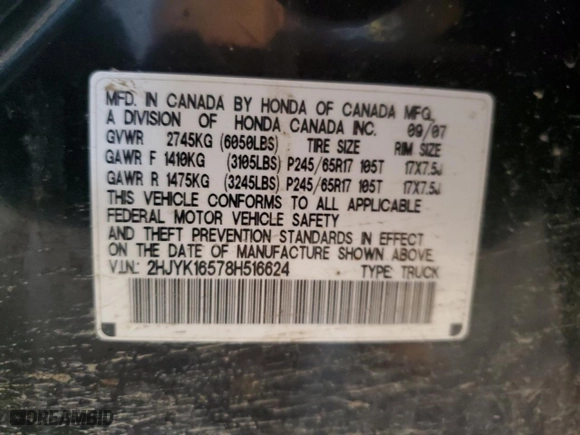 MFD. IN CANADA BY HONDA OF CANADA MFG.,
A DIVISION OF HONDA CANADA INC. 09/07
GVWR 2745KG (6050LBS) TIRE SIZE RIM SIZE
GAWR F 1410KG (3105LBS) P245/65R17 105T 17X7.5J
GAWR R 1475KG (3245LBS) P245/65R17 105T 17X7.5J
THIS VEHICLE CONFORMS TO ALL APPLICABLE
FEDERAL MOTOR VEHICLE SAFETY
AND THEFT PREVENTION STANDARDS IN EFFECT
ON THE DATE OF MANUFACTURE SHOWN ABOVE.
V.I.N.: 2HJYK16578H516624 TYPE: TRUCK
DREAMBID